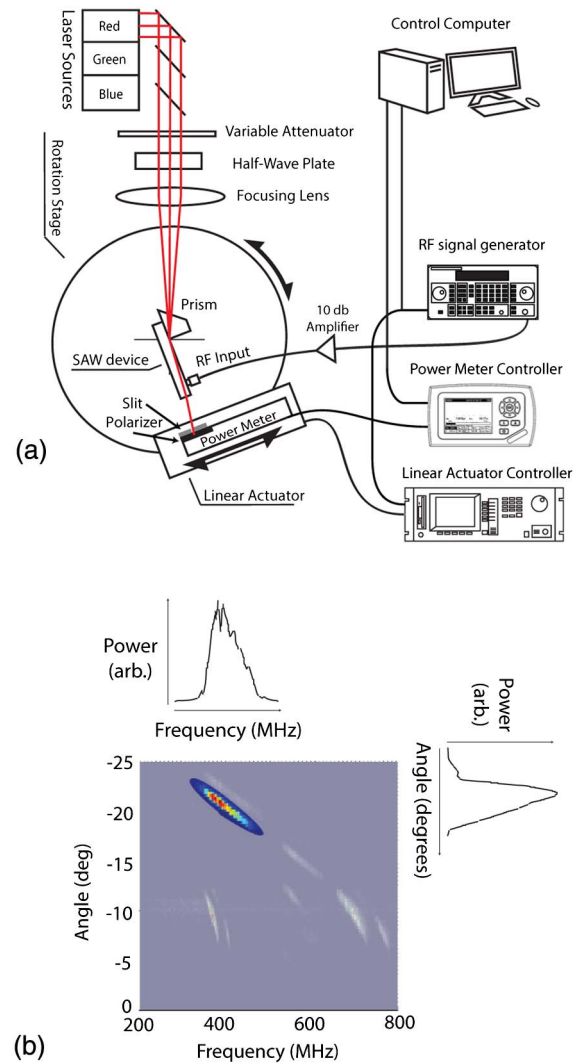 Laser Sources
Red
Green
Blue
Control Computer
Variable Attenuator
Half-Wave Plate
Focusing Lens
Rotation Stage
RF signal generator
Prism
10 db
Amplifier
SAW device
RF Input
Power Meter Controller
Slit
Polarizer
Power Meter
(a)
Linear Actuator
Linear Actuator Controller
Power
(arb.)
Frequency (MHz)
Power
(arb.)
Angle (degrees)
-25
-20
-15
-10
-5
0
Angle (deg)
200
400
600
800
Frequency (MHz)
(b)